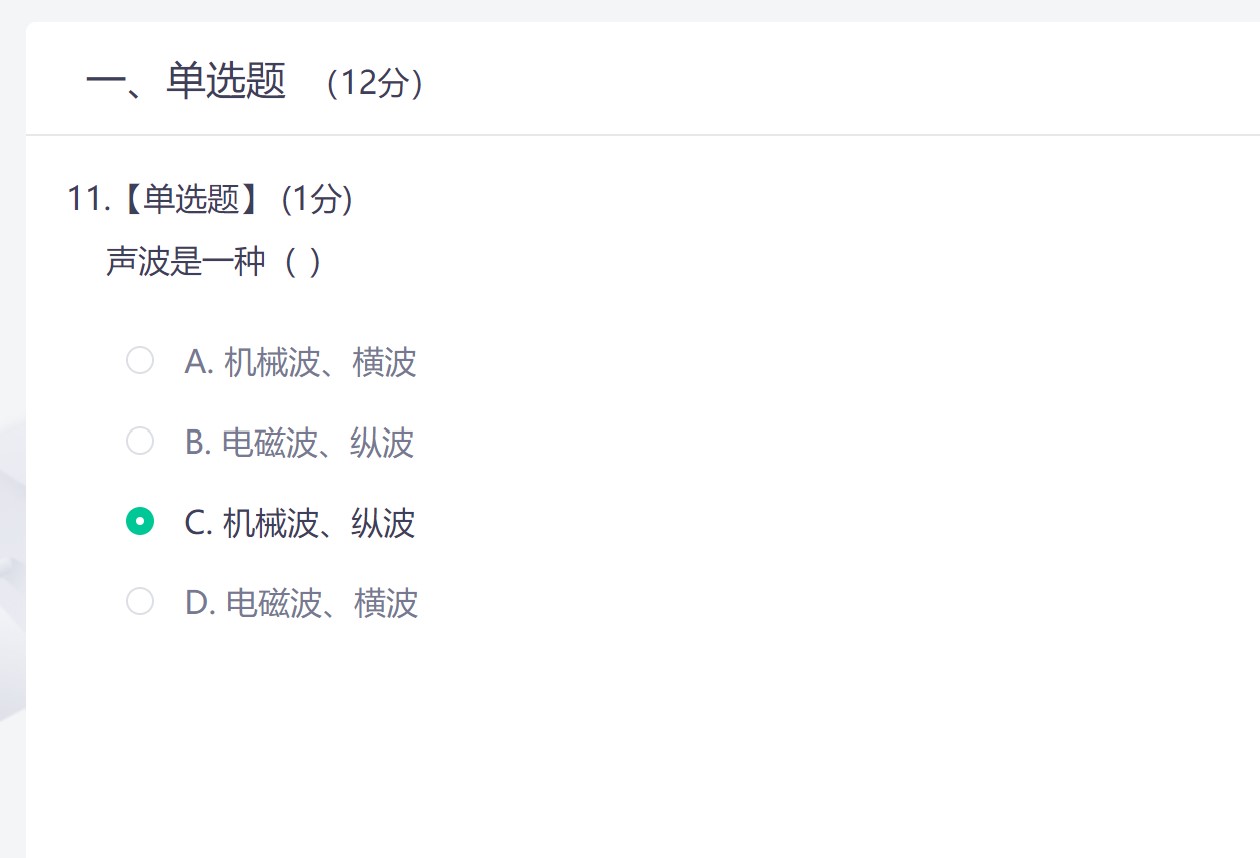 一、单选题 （12分）
11.【单选题】 (1分)
声波是一种（ ）
A. 机械波、横波
B. 电磁波、纵波
C. 机械波、纵波
D. 电磁波、横波